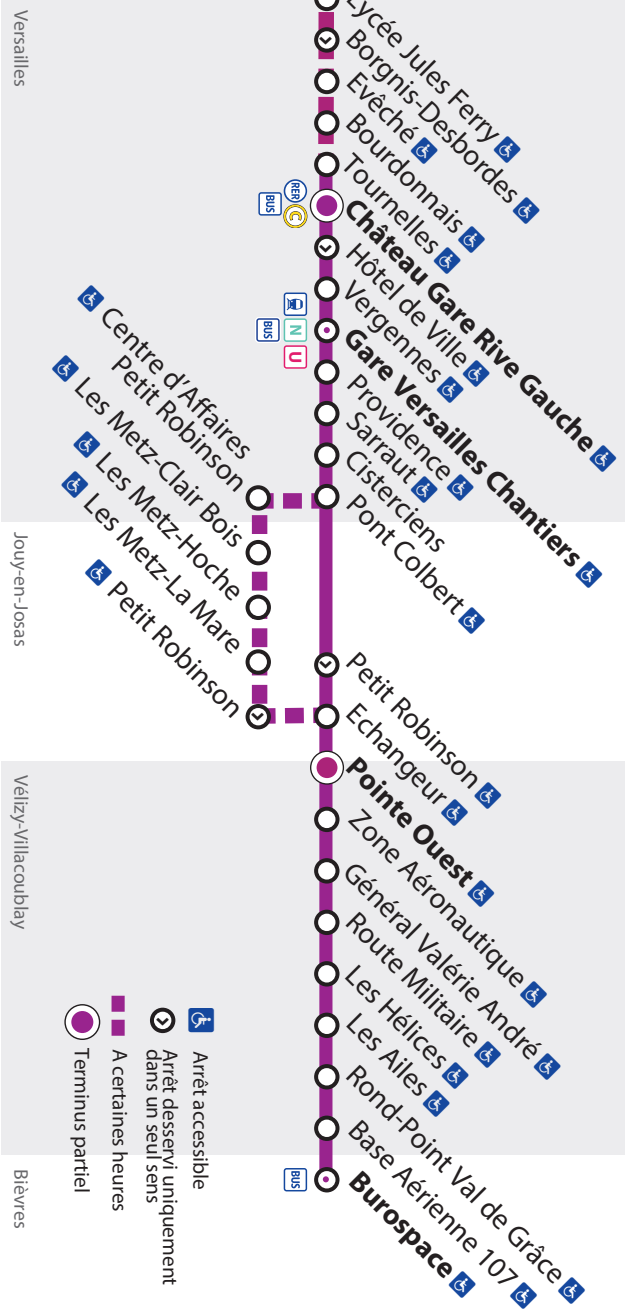 Versailles
Jouy-en-Josas
Vélizy-Villacoublay
Bièvres
Lycée Jules Ferry
Borgnis-Desbordes
Evêché
Bourdonnais
Tournelles
Château Gare Rive Gauche
RER C
BUS
Hôtel de Ville
Vergennes
Gare Versailles Chantiers
N
U
BUS
Providence
Sarraut
Cisterciens
Pont Colbert
Centre d'Affaires
Petit Robinson
Les Metz-Clair Bois
Les Metz-Hoche
Les Metz-La Mare
Petit Robinson
Petit Robinson
Echangeur
Pointe Ouest
Zone Aéronautique
Général Valérie André
Route Militaire
Les Hélices
Les Ailes
Rond-Point Val de Grâce
Base Aérienne 107
Burospace
BUS
Arrêt accessible
Arrêt desservi uniquement
dans un seul sens
A certaines heures
Terminus partiel